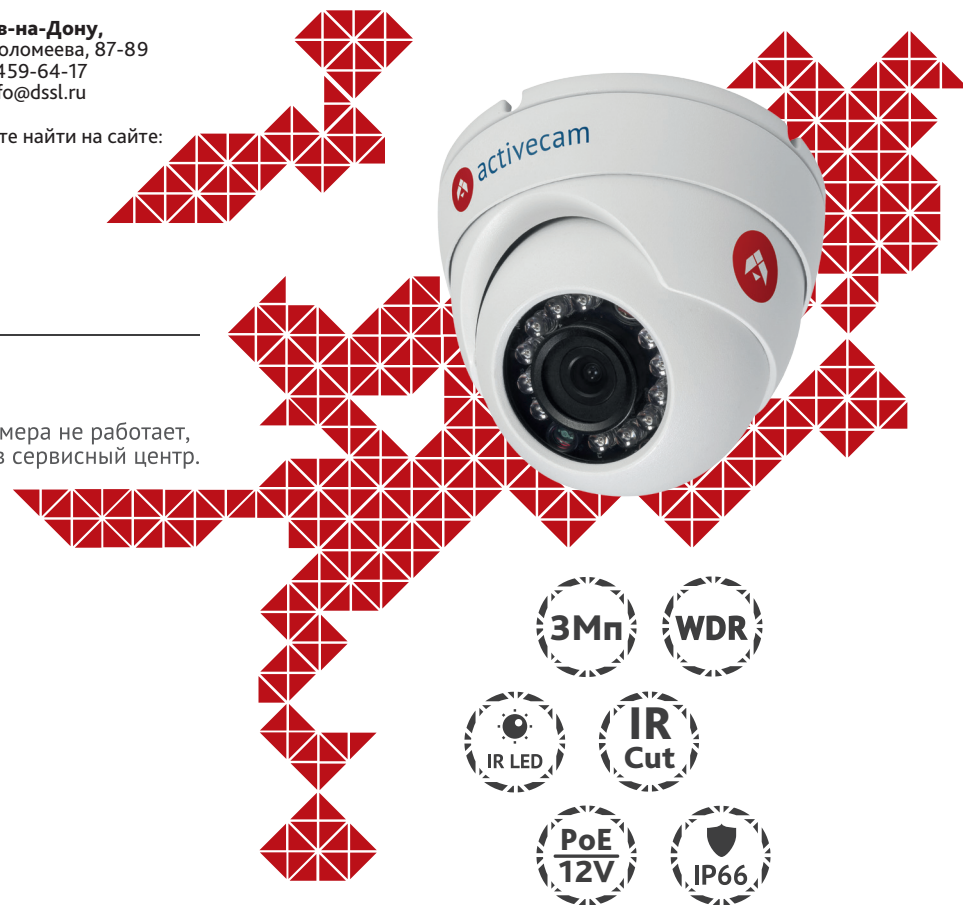 в-на-Дону,
оломеева, 87-89
459-64-17
fo@dssl.ru
те найти на сайте:
activecam
мера не работает,
в сервисный центр.
3Мп
WDR
IR LED
IR
Cut
PoE
12V
IP66